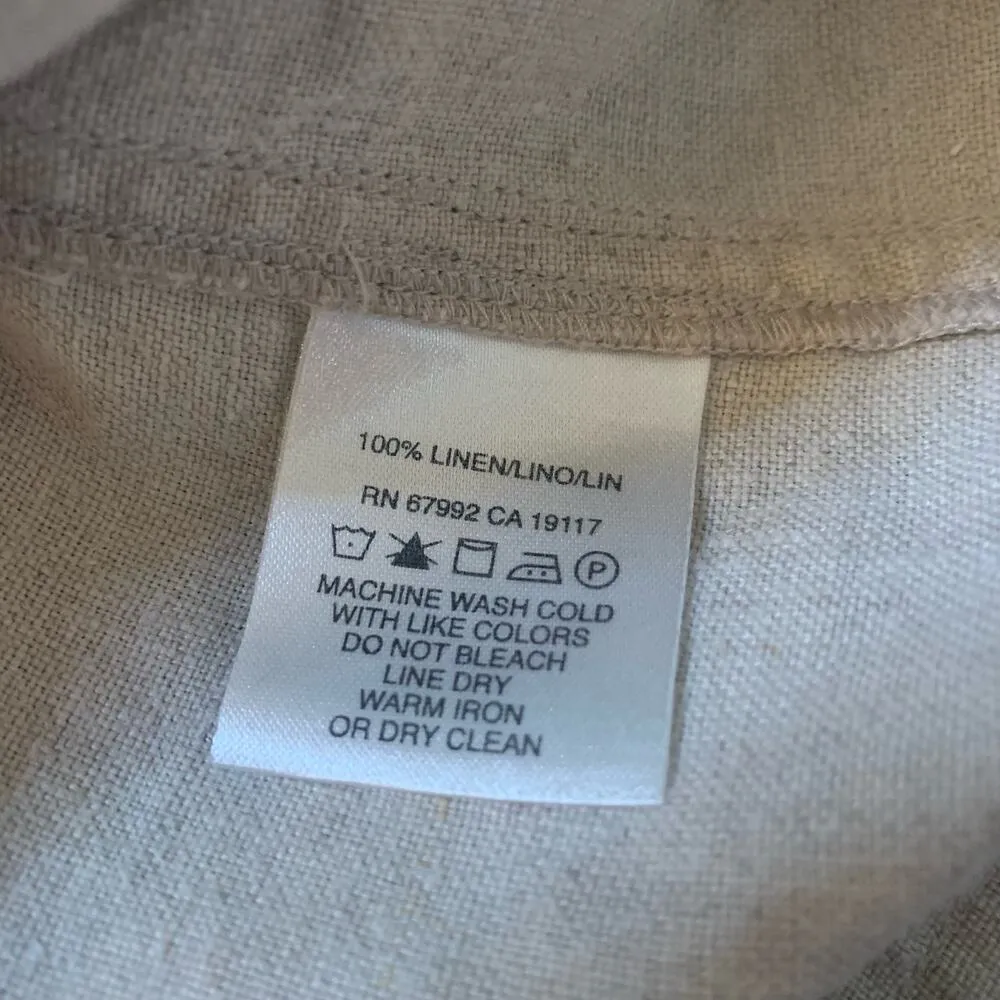 100% LINEN/LINO/LIN
RN 67992 CA 19117
P
MACHINE WASH COLD
WITH LIKE COLORS
DO NOT BLEACH
LINE DRY
WARM IRON
OR DRY CLEAN